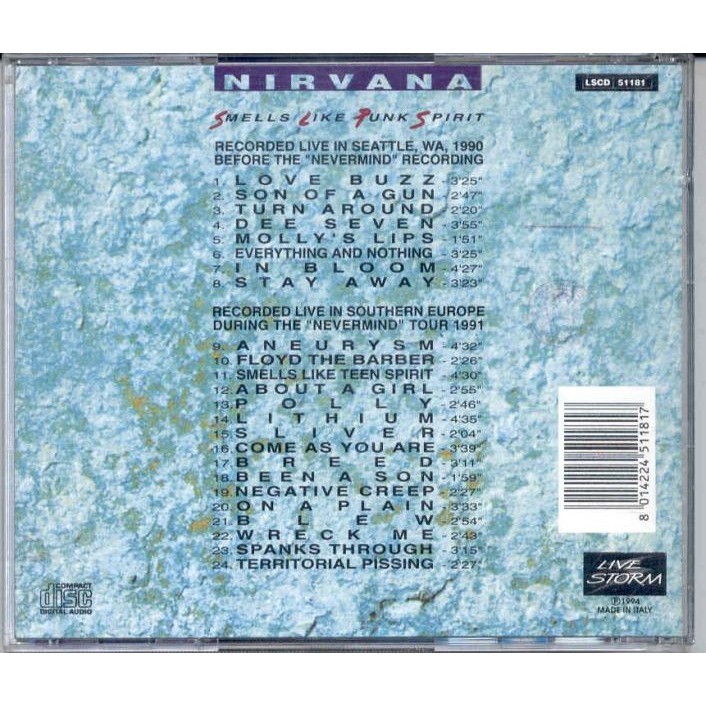 NIRVANA
LSCD 51181
SMELLS LIKE PUNK SPIRIT
RECORDED LIVE IN SEATTLE, WA, 1990
BEFORE THE "NEVERMIND" RECORDING
1. LOVE BUZZ - 3'25"
2. SON OF A GUN - 2'47"
3. TURN AROUND - 2'20"
4. DEE SEVEN - 3'55"
5. MOLLY'S LIPS - 1'51"
6. EVERYTHING AND NOTHING - 3'25"
7. IN BLOOM - 4'27"
8. STAY AWAY - 3'23"
RECORDED LIVE IN SOUTHERN EUROPE
DURING THE "NEVERMIND" TOUR 1991
9. ANEURYSM - 4'32"
10. FLOYD THE BARBER - 2'26"
11. SMELLS LIKE TEEN SPIRIT - 4'30"
12. ABOUT A GIRL - 2'55"
13. POLLY - 2'46"
14. LITHIUM - 4'35"
15. SLIVER - 2'04"
16. COME AS YOU ARE - 3'39"
17. BREED - 3'11"
18. BEEN A SON - 1'59"
19. NEGATIVE CREEP - 2'27"
20. ON A PLAIN - 3'33"
21. BLEW - 2'54"
22. WRECK ME - 2'43"
23. SPANKS THROUGH - 3'15"
24. TERRITORIAL PISSING - 2'27"
8 014224 511817
COMPACT
disc
DIGITAL AUDIO
LIVE
STORM
℗1994
MADE IN ITALY